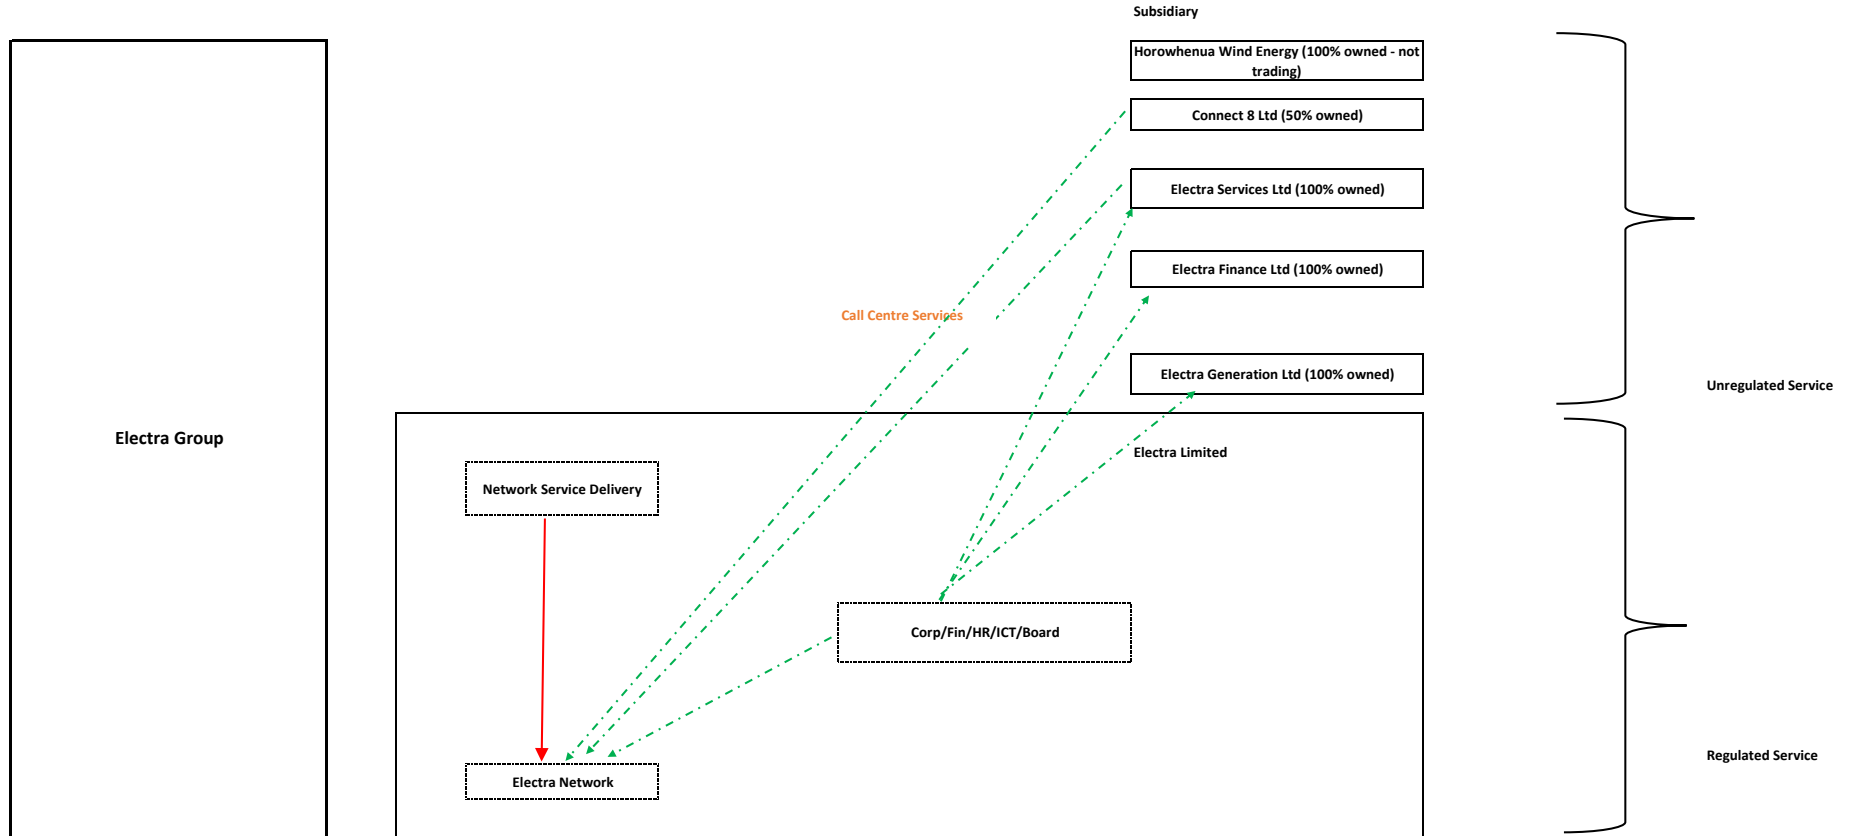 Subsidiary
Horowhenua Wind Energy (100% owned - not
trading)
Connect 8 Ltd (50% owned)
Electra Services Ltd (100% owned)
Electra Finance Ltd (100% owned)
Call Centre Services
Electra Generation Ltd (100% owned)
Unregulated Service
Electra Group
Electra Limited
Network Service Delivery
Corp/Fin/HR/ICT/Board
Regulated Service
Electra Network